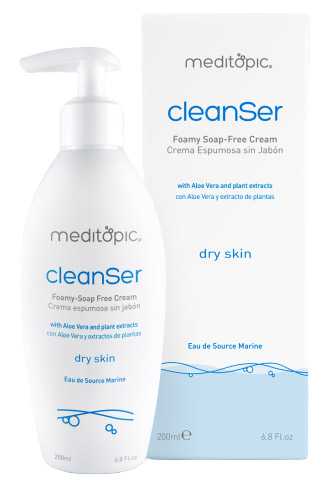 meditopic®
cleanSer
Foamy Soap-Free Cream
Crema Espumosa sin Jabón
with Aloe Vera and plant extracts
con Aloe Vera y extracto de plantas
dry skin
Eau de Source Marine
200ml℮ 6.8 Fl.oz
meditopic®
cleanSer
Foamy-Soap Free Cream
Crema espumosa sin jabón
with Aloe Vera and plant extracts
con Aloe Vera y extractos de plantas
dry skin
Eau de Source Marine
200ml 6.8 Fl.oz